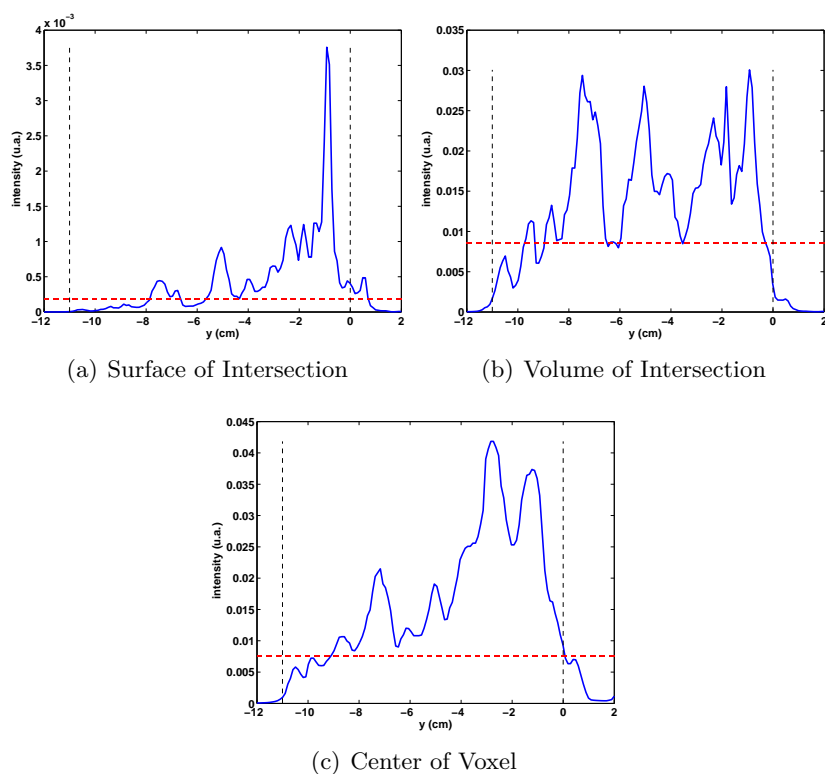 x 10⁻³
4
3.5
3
2.5
2
1.5
1
0.5
0
intensity (u.a.)
−12 −10 −8 −6 −4 −2 0 2
y (cm)
(a) Surface of Intersection
0.035
0.03
0.025
0.02
0.015
0.01
0.005
0
intensity (u.a.)
−12 −10 −8 −6 −4 −2 0 2
y (cm)
(b) Volume of Intersection
0.045
0.04
0.035
0.03
0.025
0.02
0.015
0.01
0.005
0
intensity (u.a.)
−12 −10 −8 −6 −4 −2 0 2
y (cm)
(c) Center of Voxel